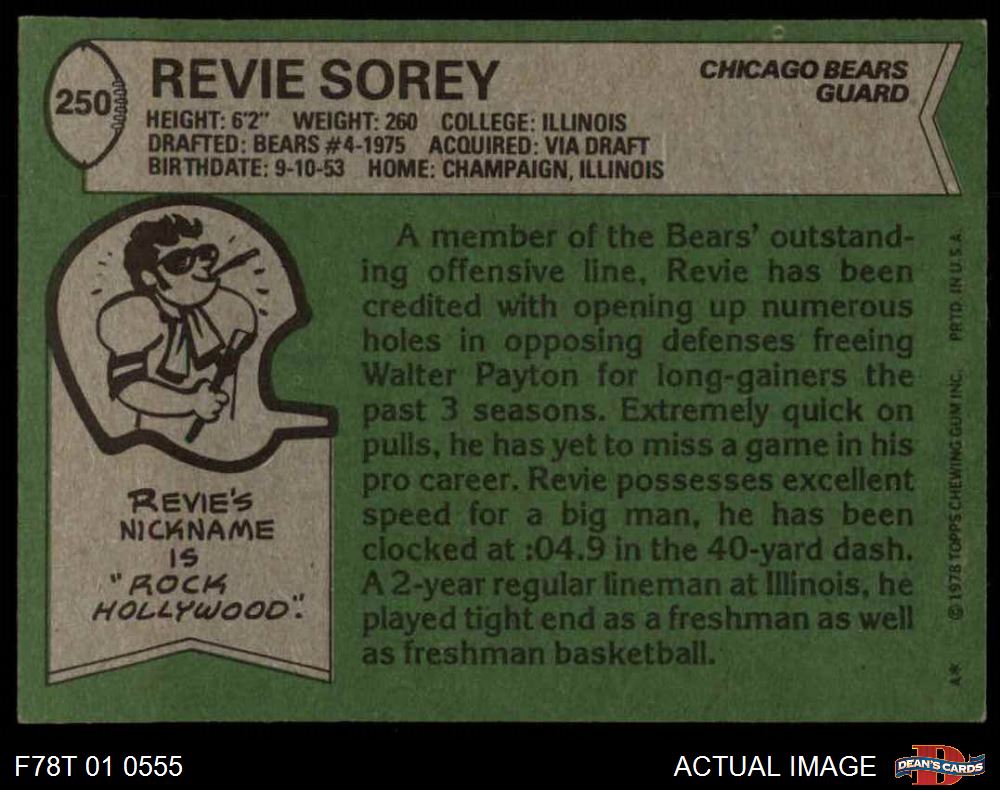 250
REVIE SOREY
CHICAGO BEARS
GUARD
HEIGHT: 6'2" WEIGHT: 260 COLLEGE: ILLINOIS
DRAFTED: BEARS #4-1975 ACQUIRED: VIA DRAFT
BIRTHDATE: 9-10-53 HOME: CHAMPAIGN, ILLINOIS
REVIE'S
NICKNAME
IS
"ROCK
HOLLYWOOD".
A member of the Bears' outstand-
ing offensive line, Revie has been
credited with opening up numerous
holes in opposing defenses freeing
Walter Payton for long-gainers the
past 3 seasons. Extremely quick on
pulls, he has yet to miss a game in his
pro career. Revie possesses excellent
speed for a big man, he has been
clocked at :04.9 in the 40-yard dash.
A 2-year regular lineman at Illinois, he
played tight end as a freshman as well
as freshman basketball.
A* © 1978 TOPPS CHEWING GUM INC. PRTD. IN U.S.A.
F78T 01 0555
ACTUAL IMAGE
DEAN'S CARDS